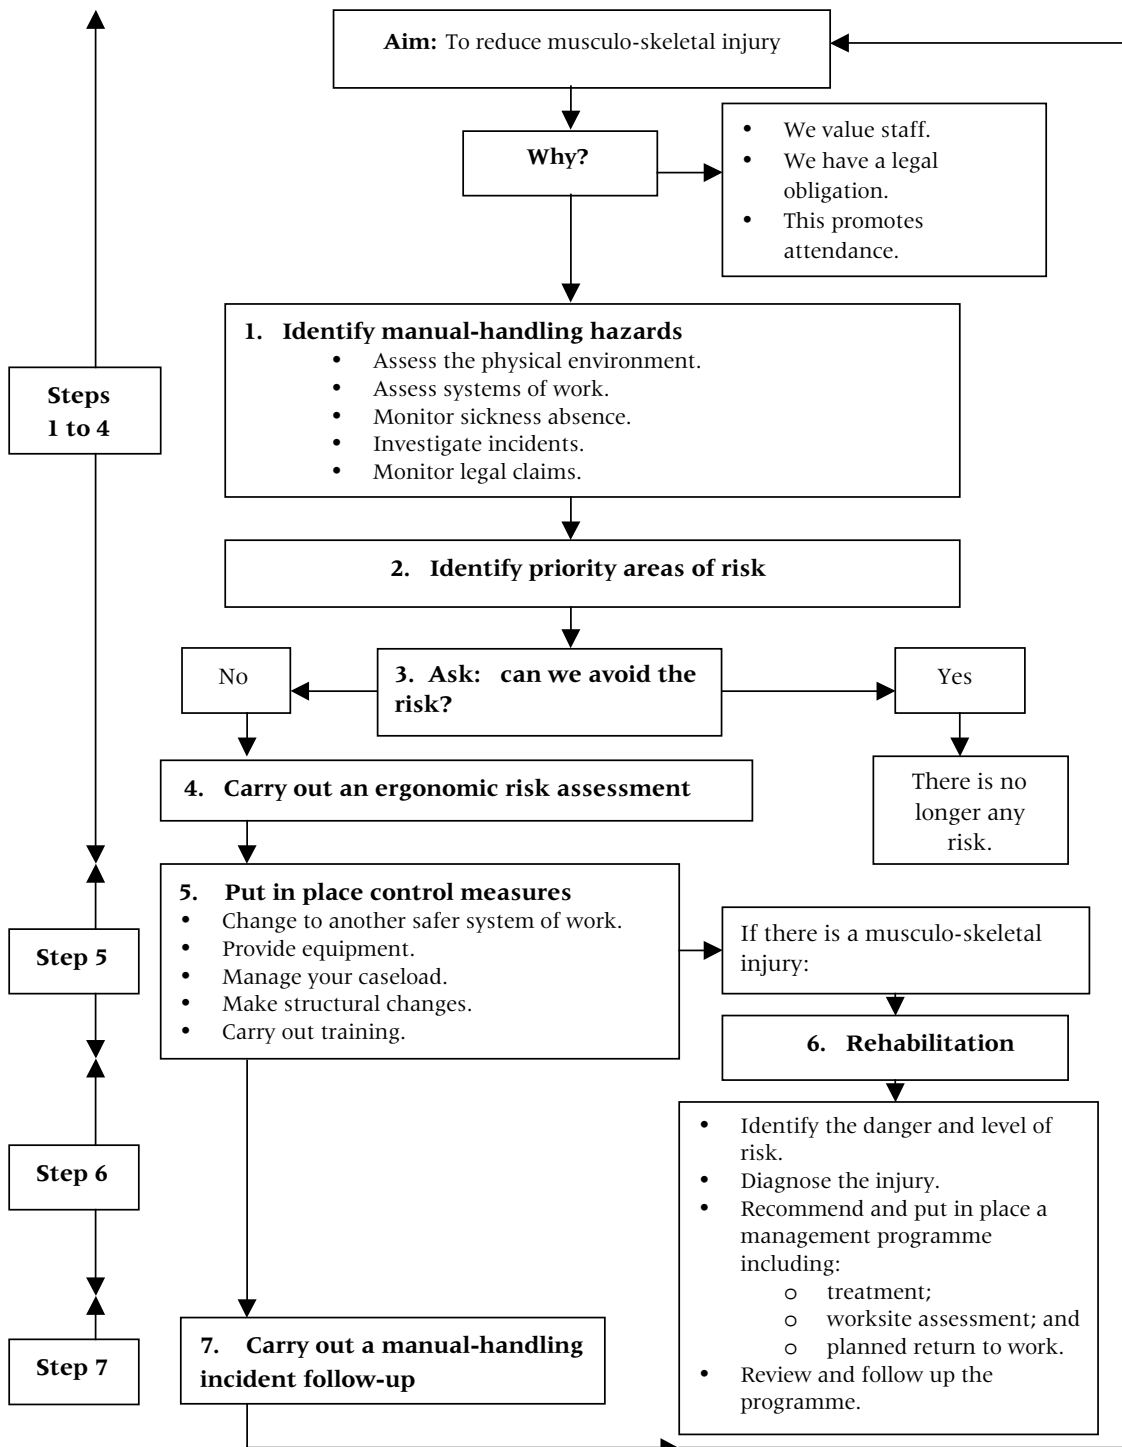 Aim: To reduce musculo-skeletal injury
Why?
• We value staff.
• We have a legal
obligation.
• This promotes
attendance.
1. Identify manual-handling hazards
• Assess the physical environment.
• Assess systems of work.
• Monitor sickness absence.
• Investigate incidents.
• Monitor legal claims.
Steps
1 to 4
2. Identify priority areas of risk
No
3. Ask: can we avoid the
risk?
Yes
4. Carry out an ergonomic risk assessment
There is no
longer any
risk.
5. Put in place control measures
• Change to another safer system of work.
• Provide equipment.
• Manage your caseload.
• Make structural changes.
• Carry out training.
Step 5
If there is a musculo-skeletal
injury:
6. Rehabilitation
• Identify the danger and level of
risk.
• Diagnose the injury.
• Recommend and put in place a
management programme
including:
o treatment;
o worksite assessment; and
o planned return to work.
• Review and follow up the
programme.
Step 6
7. Carry out a manual-handling
incident follow-up
Step 7